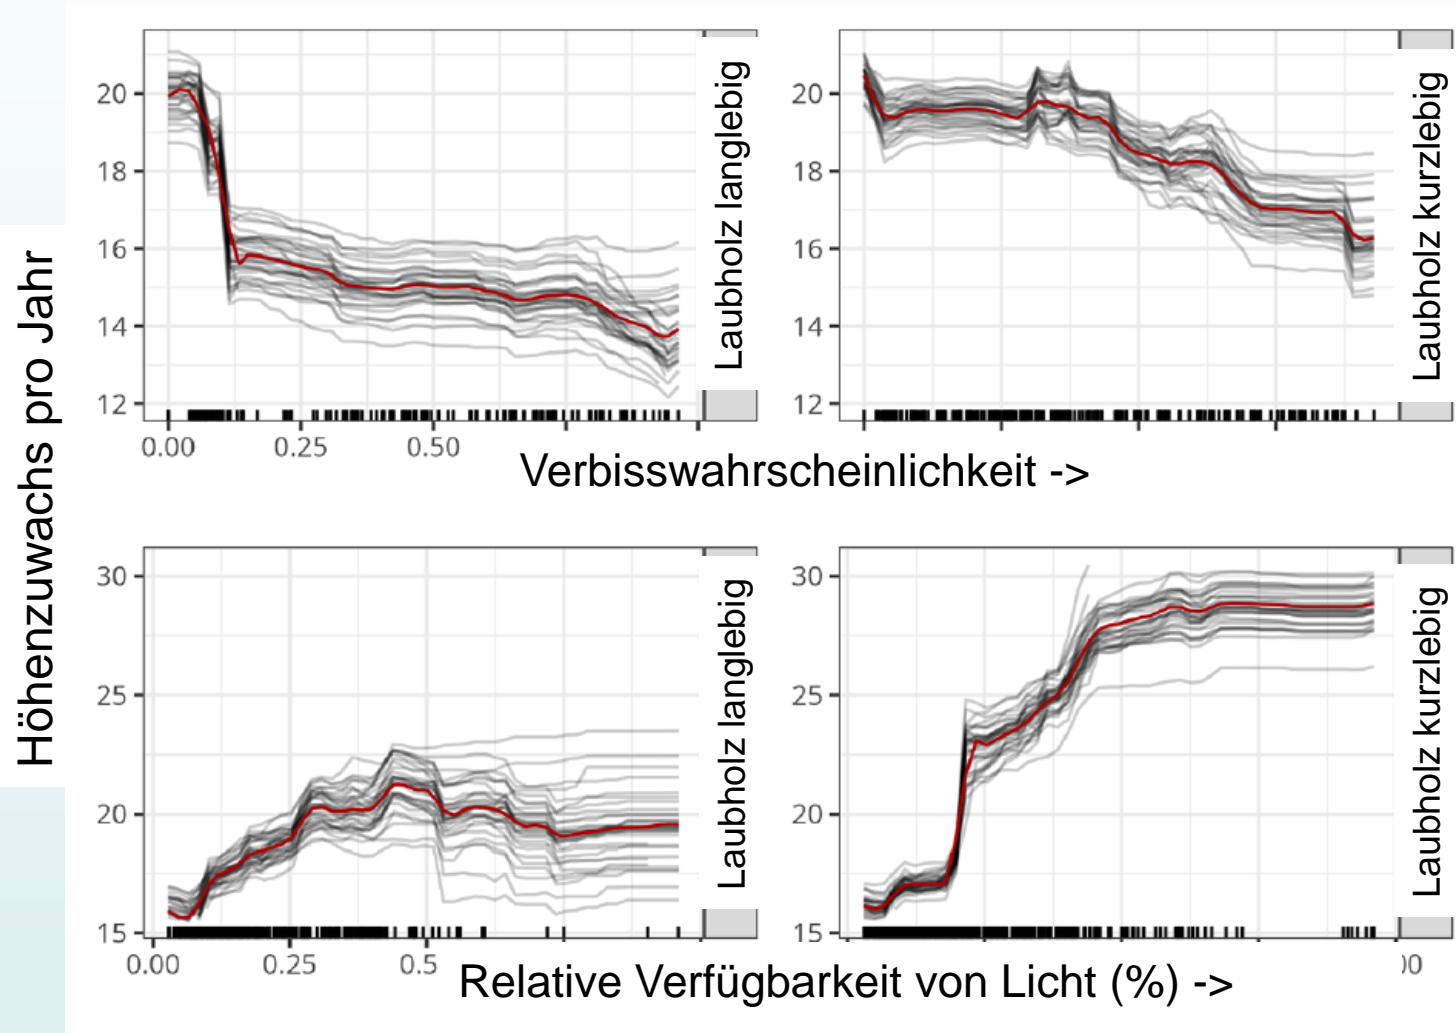 Höhenzuwachs pro Jahr
20
18
16
14
12
0.00 0.25 0.50
Laubholz langlebig
20
18
16
14
12
Laubholz kurzlebig
Verbisswahrscheinlichkeit ->
30
25
20
15
0.00 0.25 0.5
Laubholz langlebig
30
25
20
15
00
Laubholz kurzlebig
Relative Verfügbarkeit von Licht (%) ->